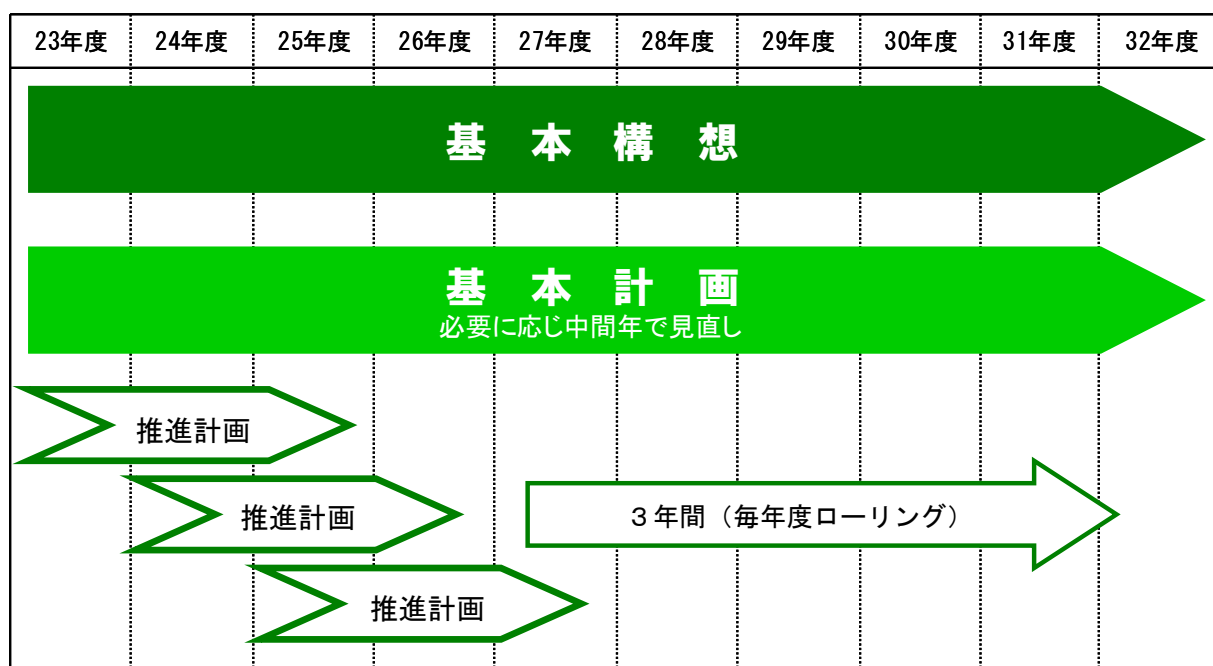 23年度 24年度 25年度 26年度 27年度 28年度 29年度 30年度 31年度 32年度
基本構想
基本計画
必要に応じ中間年で見直し
推進計画
推進計画
３年間（毎年度ローリング）
推進計画